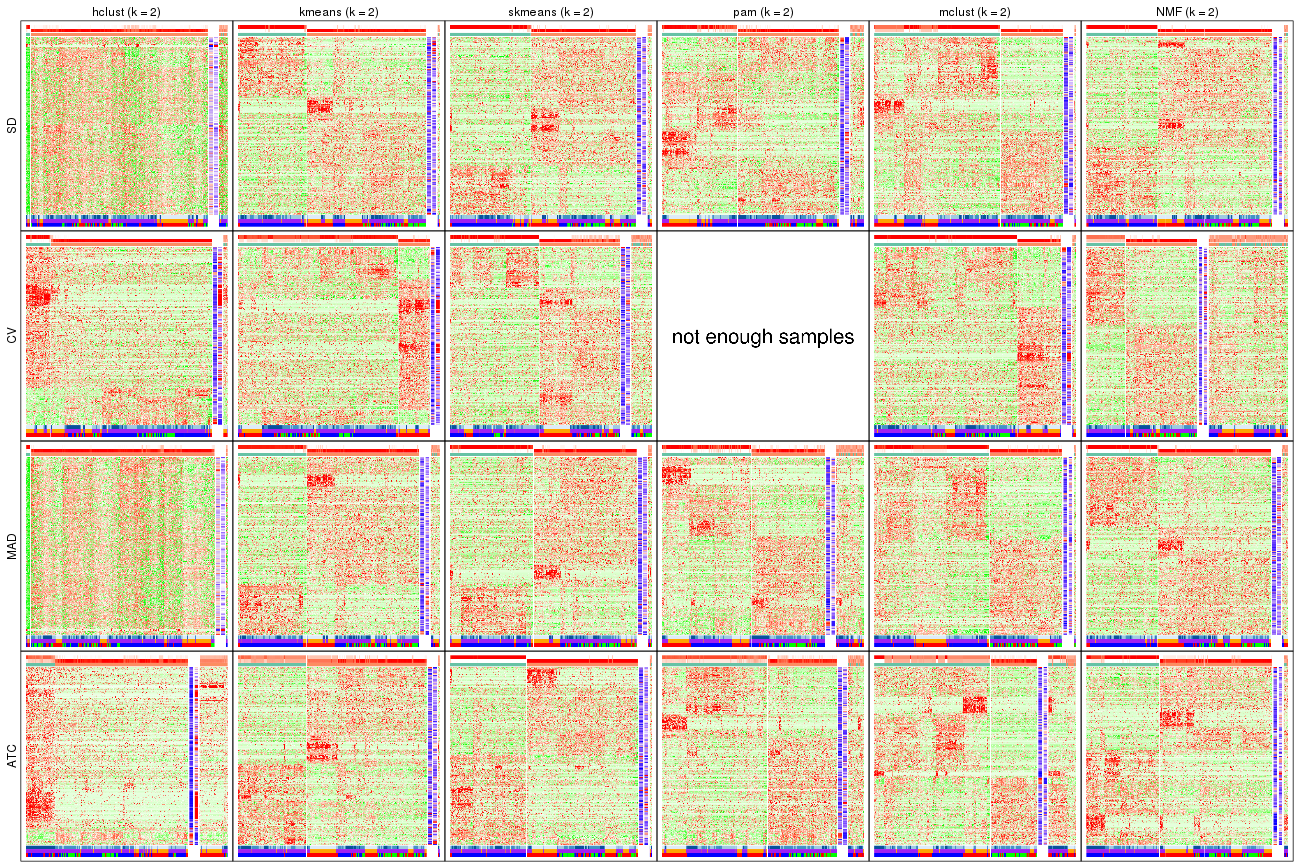 hclust (k = 2) kmeans (k = 2) skmeans (k = 2) pam (k = 2) mclust (k = 2) NMF (k = 2)
SD
CV
not enough samples
MAD
ATC